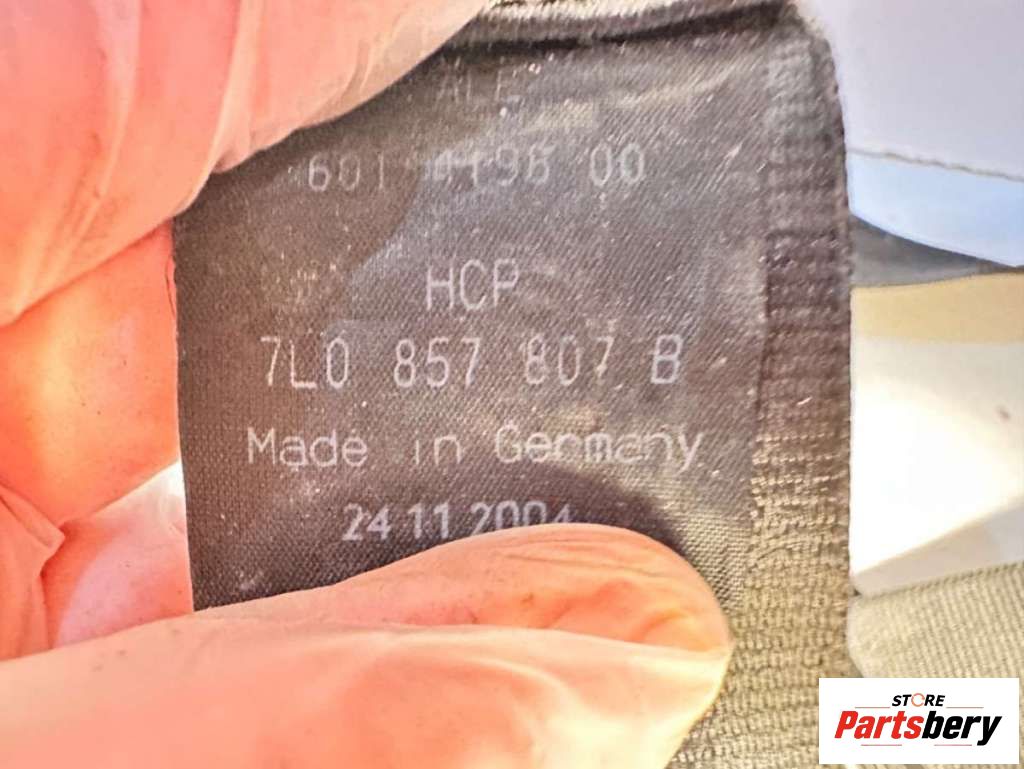 HCP
7L0 857 807 B
Made in Germany
24 11 2004
STORE
Partsbery